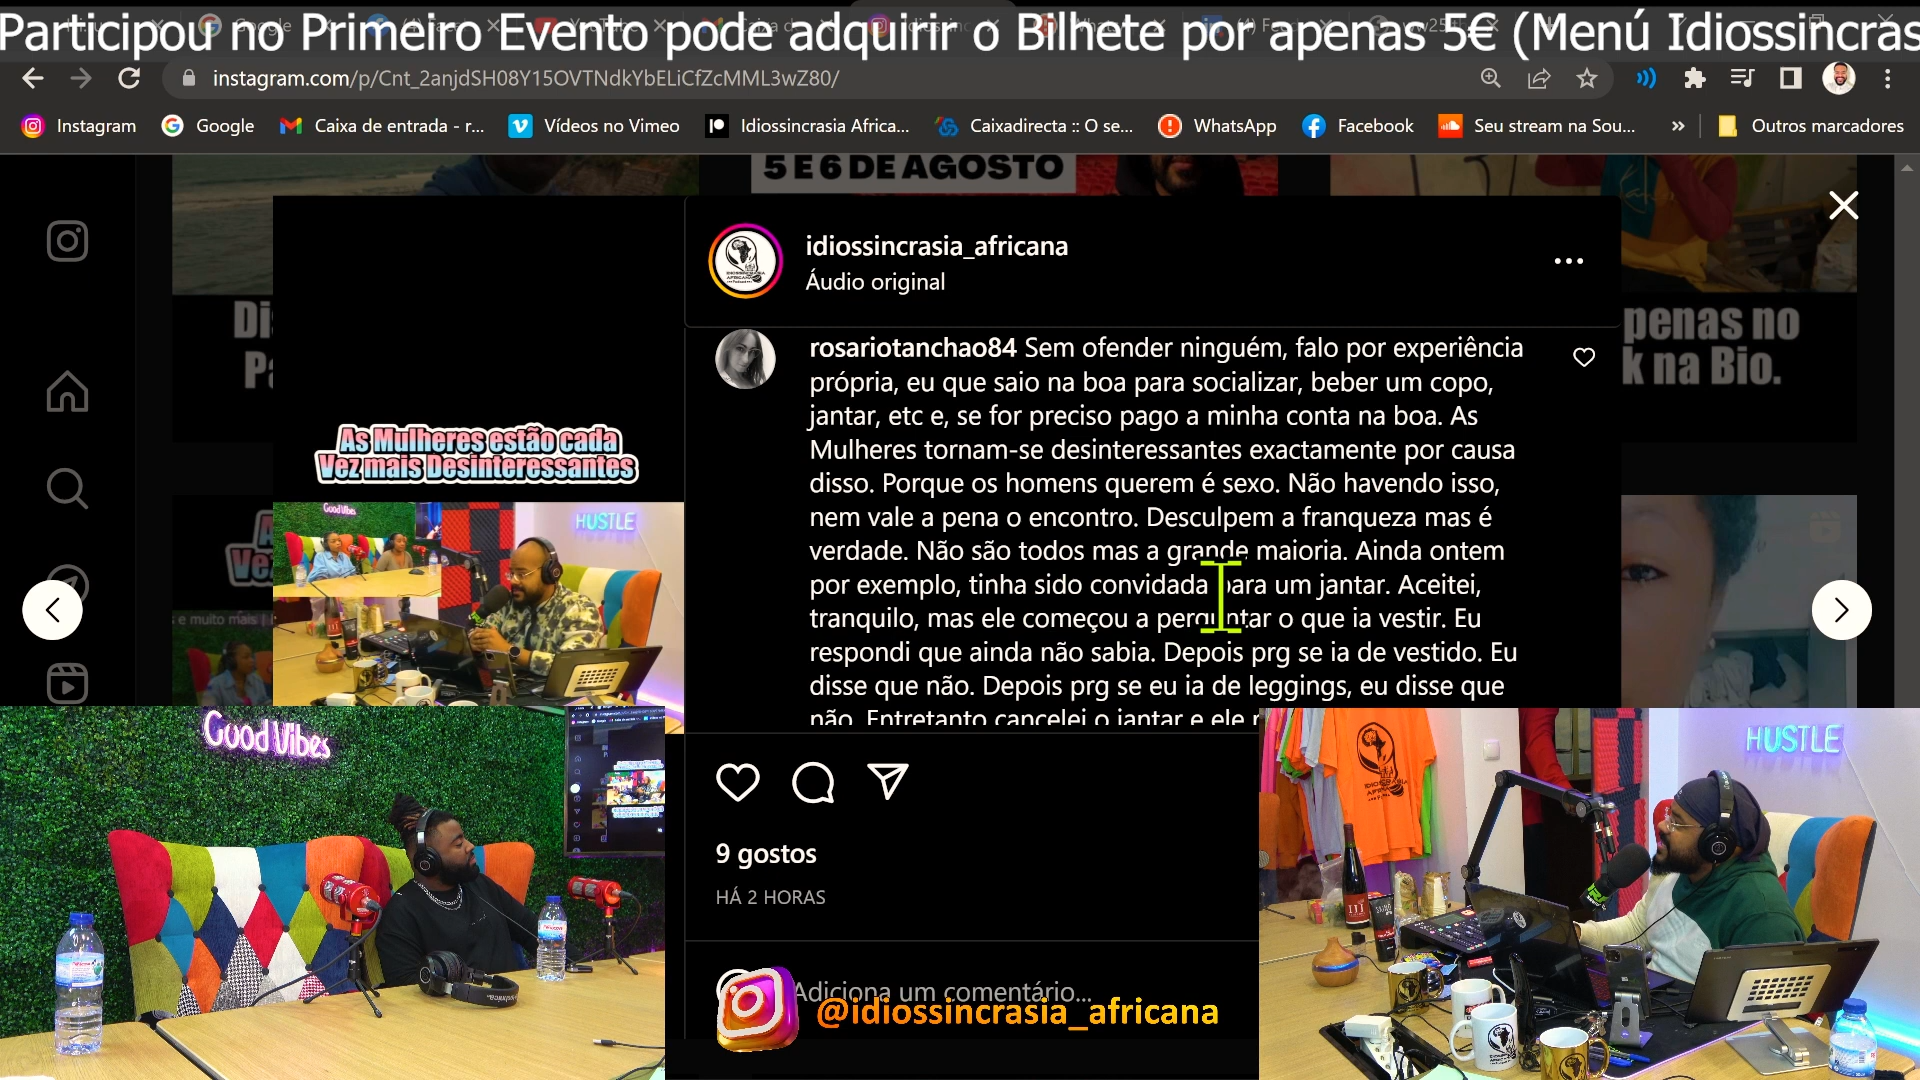 Participou no Primeiro Evento pode adquirir o Bilhete por apenas 5€ (Menú Idiossincras
instagram.com/p/Cnt_2anjdSH08Y15OVTNdkYbELiCfZcMML3wZ80/
Instagram
Google
Caixa de entrada - r...
Vídeos no Vimeo
Idiossincrasia Africa...
Caixadirecta :: O se...
WhatsApp
Facebook
Seu stream na Sou...
»
Outros marcadores
5 E 6 DE AGOSTO
idiossincrasia_africana
Áudio original
penas no
k na Bio.
As Mulheres estão cada
Vez mais Desinteressantes
Good Vibes
HUSTLE
rosariotanchao84 Sem ofender ninguém, falo por experiência
própria, eu que saio na boa para socializar, beber um copo,
jantar, etc e, se for preciso pago a minha conta na boa. As
Mulheres tornam-se desinteressantes exactamente por causa
disso. Porque os homens querem é sexo. Não havendo isso,
nem vale a pena o encontro. Desculpem a franqueza mas é
verdade. Não são todos mas a grande maioria. Ainda ontem
por exemplo, tinha sido convidada para um jantar. Aceitei,
tranquilo, mas ele começou a perguntar o que ia vestir. Eu
respondi que ainda não sabia. Depois prg se ia de vestido. Eu
disse que não. Depois prg se eu ia de leggings, eu disse que
não. Entretanto cancelei o jantar e ele
9 gostos
HÁ 2 HORAS
Adiciona um comentário...
@idiossincrasia_africana
Good Vibes
HUSTLE
IDIOSSINCRASIA
AFRICANA